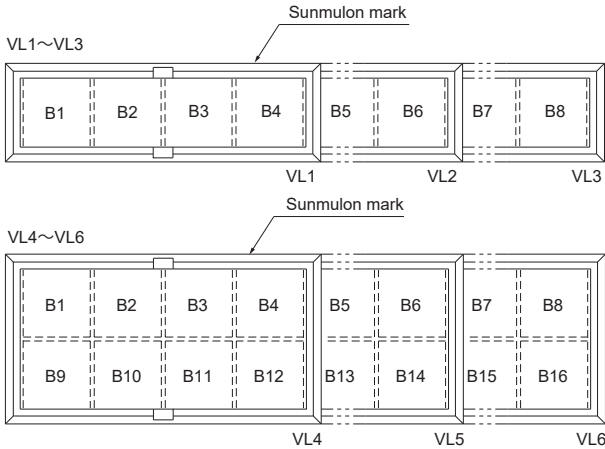 Sunmulon mark
VL1～VL3
B1 B2 B3 B4 B5 B6 B7 B8
VL1 VL2 VL3
Sunmulon mark
VL4～VL6
B1 B2 B3 B4 B5 B6 B7 B8
B9 B10 B11 B12 B13 B14 B15 B16
VL4 VL5 VL6